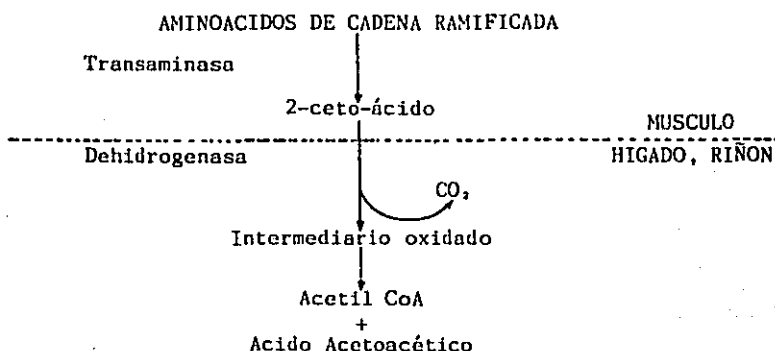 AMINOACIDOS DE CADENA RAMIFICADA
Transaminasa
2-ceto-ácido
MUSCULO
Dehidrogenasa
HIGADO, RIÑON
CO₂
Intermediario oxidado
Acetil CoA
+
Acido Acetoacético